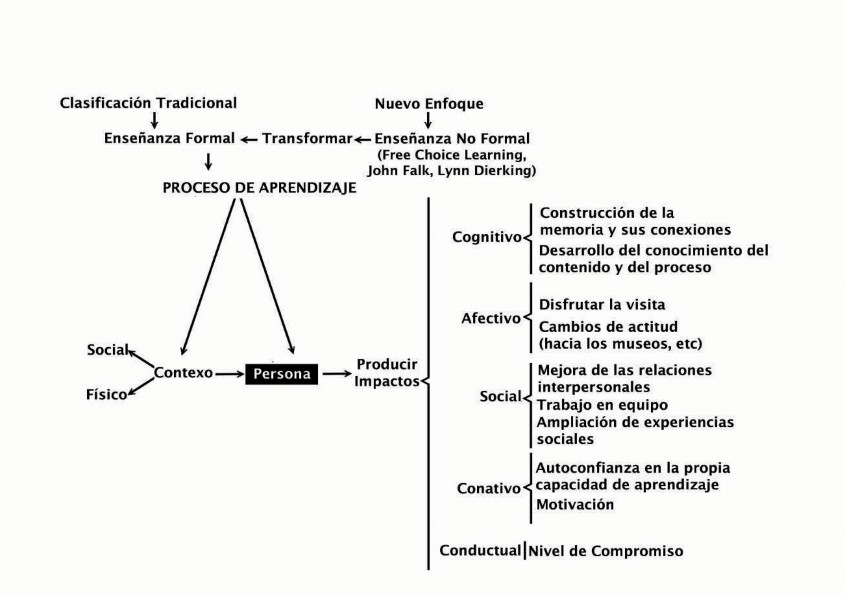 Clasificación Tradicional
Nuevo Enfoque
Enseñanza Formal
Transformar
Enseñanza No Formal
(Free Choice Learning,
John Falk, Lynn Dierking)
PROCESO DE APRENDIZAJE
Cognitivo
Construcción de la
memoria y sus conexiones
Desarrollo del conocimiento del
contenido y del proceso
Afectivo
Disfrutar la visita
Cambios de actitud
(hacia los museos, etc)
Social
Físico
Contexo
Persona
Producir
Impactos
Social
Mejora de las relaciones
interpersonales
Trabajo en equipo
Ampliación de experiencias
sociales
Conativo
Autoconfianza en la propia
capacidad de aprendizaje
Motivación
Conductual
Nivel de Compromiso